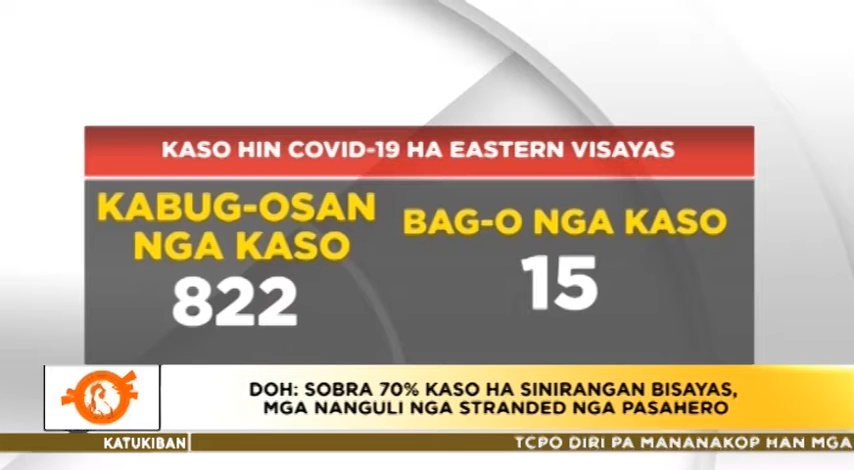 KASO HIN COVID-19 HA EASTERN VISAYAS
KABUG-OSAN
NGA KASO
822
BAG-O NGA KASO
15
DOH: SOBRA 70% KASO HA SINIRANGAN BISAYAS,
MGA NANGULI NGA STRANDED NGA PASAHERO
KATUKIBAN
TCPO DIRI PA MANANAKOP HAN MGA